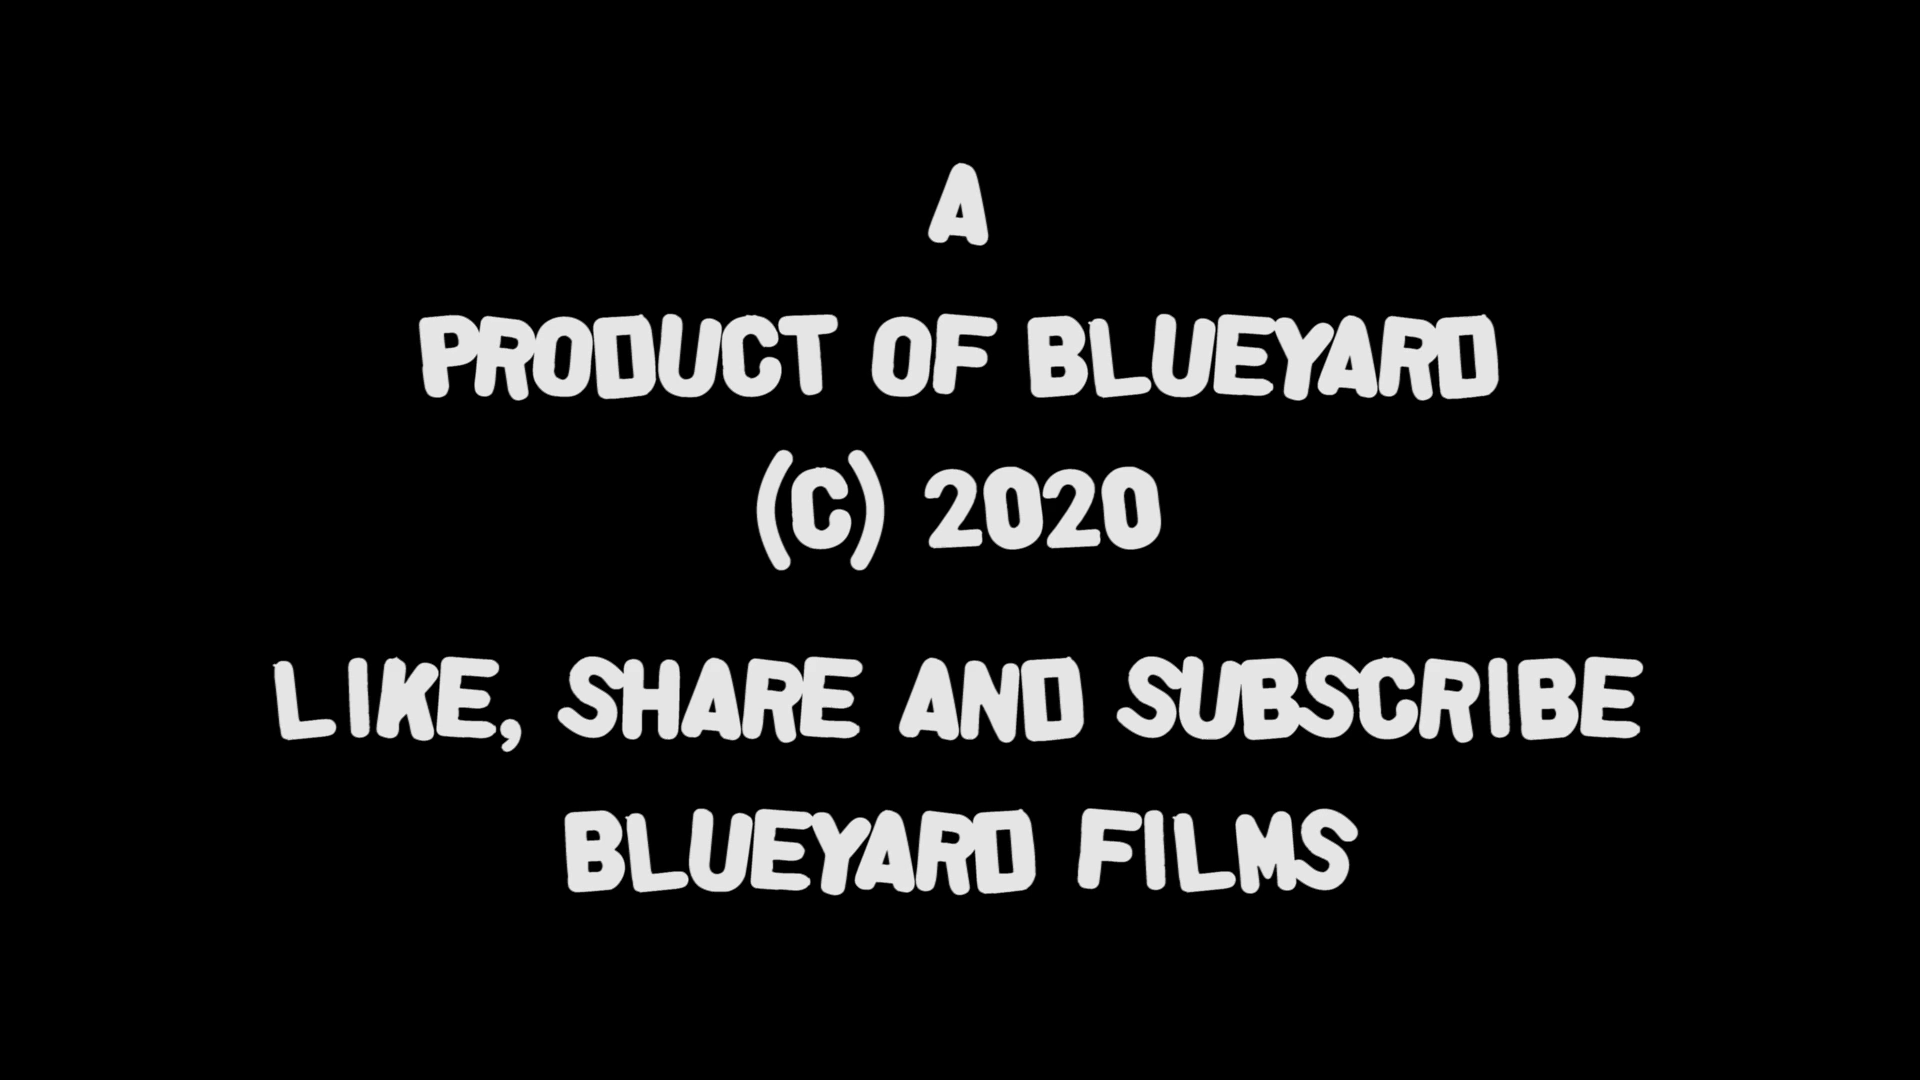 A
PRODUCT OF BLUEYARD
(C) 2020
LIKE, SHARE AND SUBSCRIBE
BLUEYARD FILMS